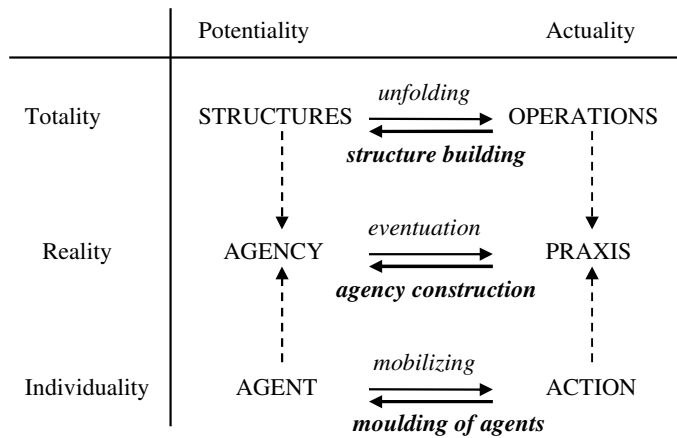 Potentiality Actuality
unfolding
Totality STRUCTURES OPERATIONS
structure building
eventuation
Reality AGENCY PRAXIS
agency construction
mobilizing
Individuality AGENT ACTION
moulding of agents